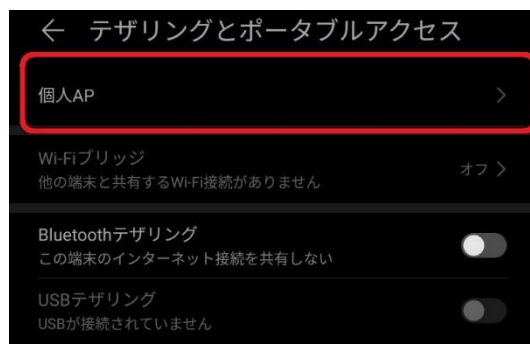 テザリングとポータブルアクセス
個人AP
Wi-Fiブリッジ
オフ
他の端末と共有するWi-Fi接続がありません
Bluetoothテザリング
この端末のインターネット接続を共有しない
USBテザリング
USBが接続されていません